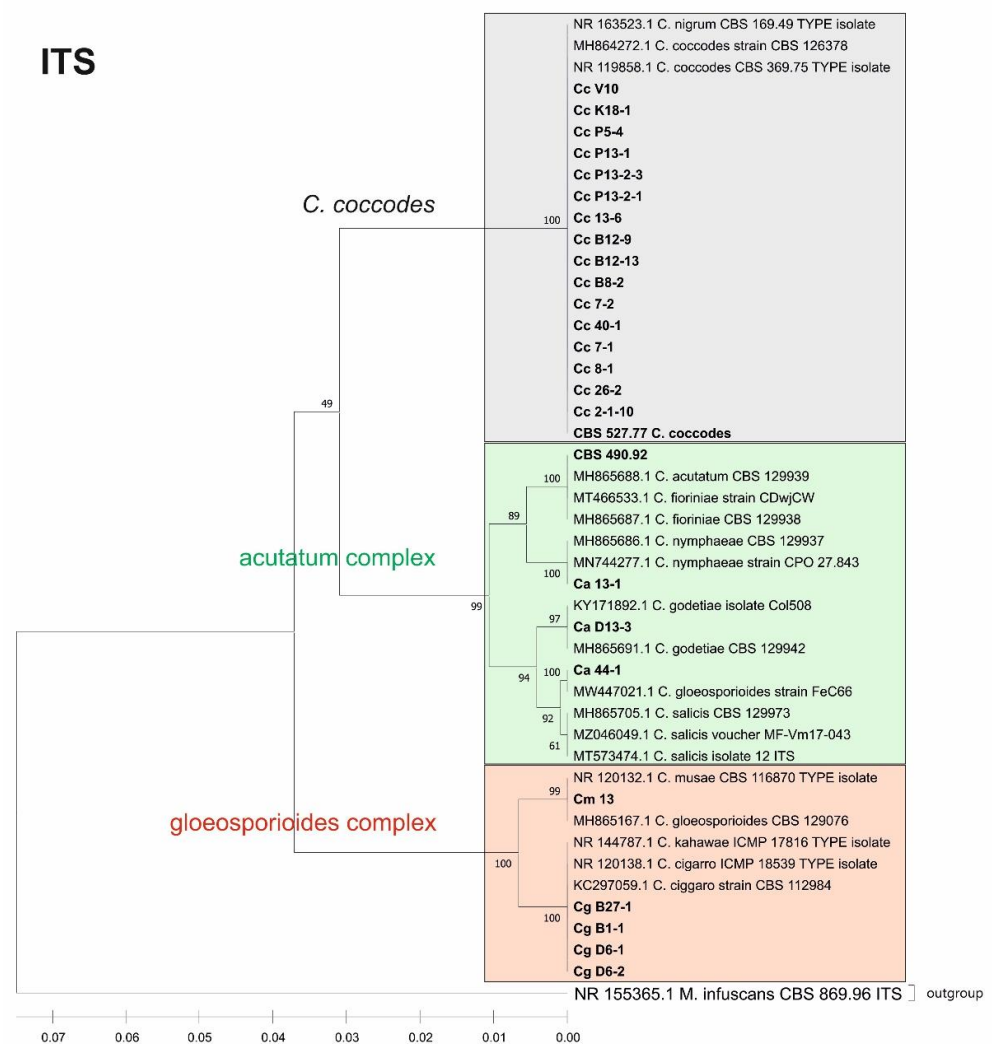 ITS
NR 163523.1 C. nigrum CBS 169.49 TYPE isolate
MH864272.1 C. coccodes strain CBS 126378
NR 119858.1 C. coccodes CBS 369.75 TYPE isolate
Cc V10
Cc K18-1
Cc P5-4
Cc P13-1
Cc P13-2-3
Cc P13-2-1
C. coccodes
100
Cc 13-6
Cc B12-9
Cc B12-13
Cc B8-2
Cc 7-2
Cc 40-1
Cc 7-1
Cc 8-1
Cc 26-2
49
Cc 2-1-10
CBS 527.77 C. coccodes
CBS 490.92
100
MH865688.1 C. acutatum CBS 129939
MT466533.1 C. fioriniae strain CDwjCW
89
MH865687.1 C. fioriniae CBS 129938
MH865686.1 C. nymphaeae CBS 129937
acutatum complex
MN744277.1 C. nymphaeae strain CPO 27.843
100
Ca 13-1
99
KY171892.1 C. godetiae isolate Col508
97
Ca D13-3
MH865691.1 C. godetiae CBS 129942
100
Ca 44-1
94
MW447021.1 C. gloeosporioides strain FeC66
MH865705.1 C. salicis CBS 129973
92
MZ046049.1 C. salicis voucher MF-Vm17-043
61
MT573474.1 C. salicis isolate 12 ITS
NR 120132.1 C. musae CBS 116870 TYPE isolate
99
Cm 13
gloeosporioides complex
MH865167.1 C. gloeosporioides CBS 129076
NR 144787.1 C. kahawae ICMP 17816 TYPE isolate
100
NR 120138.1 C. cigarro ICMP 18539 TYPE isolate
KC297059.1 C. ciggaro strain CBS 112984
Cg B27-1
100
Cg B1-1
Cg D6-1
Cg D6-2
NR 155365.1 M. infuscans CBS 869.96 ITS
outgroup
0.07 0.06 0.05 0.04 0.03 0.02 0.01 0.00